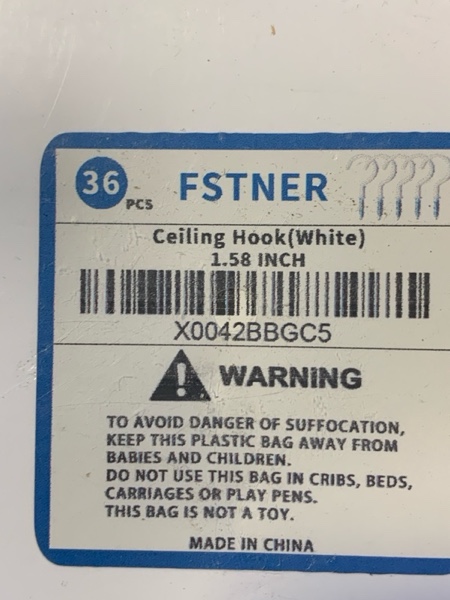 36 PCS FSTNER
Ceiling Hook(White)
1.58 INCH
X0042BBGC5
WARNING
TO AVOID DANGER OF SUFFOCATION,
KEEP THIS PLASTIC BAG AWAY FROM
BABIES AND CHILDREN.
DO NOT USE THIS BAG IN CRIBS, BEDS,
CARRIAGES OR PLAY PENS.
THIS BAG IS NOT A TOY.
MADE IN CHINA